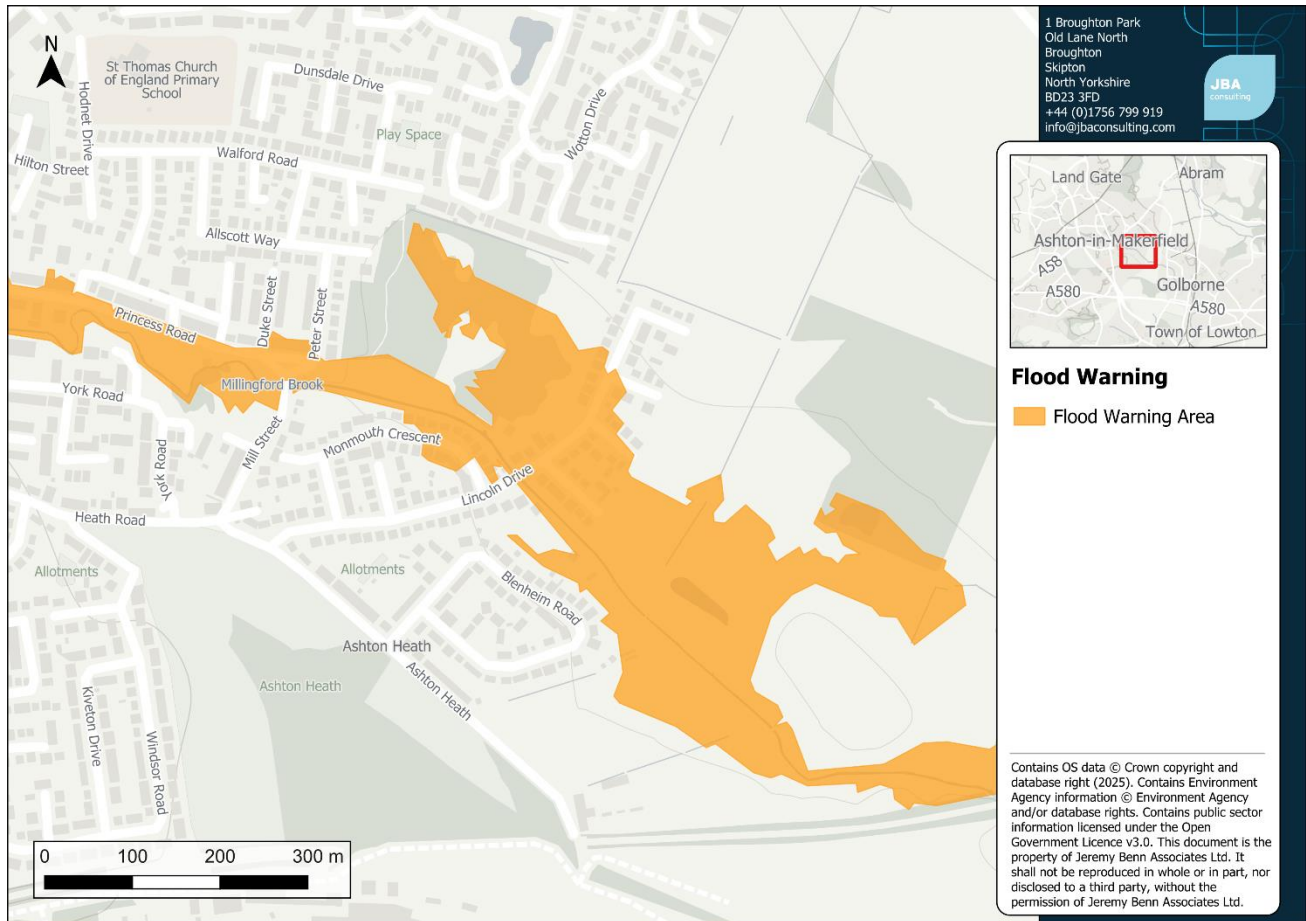 N
St Thomas Church
of England Primary
School
Hodnet Drive
Dunsdale Drive
Play Space
Wotton Drive
Walford Road
Hilton Street
Allscott Way
Duke Street
Peter Street
Princess Road
Millingford Brook
York Road
York Road
Mill Street
Monmouth Crescent
Lincoln Drive
Heath Road
Allotments
Allotments
Blenheim Road
Ashton Heath
Ashton Heath
Ashton Heath
Kiveton Drive
Windsor Road
0 100 200 300 m
1 Broughton Park
Old Lane North
Broughton
Skipton
North Yorkshire
BD23 3FD
+44 (0)1756 799 919
info@jbaconsulting.com
JBA
consulting
Land Gate
Abram
Ashton-in-Makerfield
A58
A580
Golborne
A580
Town of Lowton
Flood Warning
Flood Warning Area
Contains OS data © Crown copyright and
database right (2025). Contains Environment
Agency information © Environment Agency
and/or database rights. Contains public sector
information licensed under the Open
Government Licence v3.0. This document is the
property of Jeremy Benn Associates Ltd. It
shall not be reproduced in whole or in part, nor
disclosed to a third party, without the
permission of Jeremy Benn Associates Ltd.